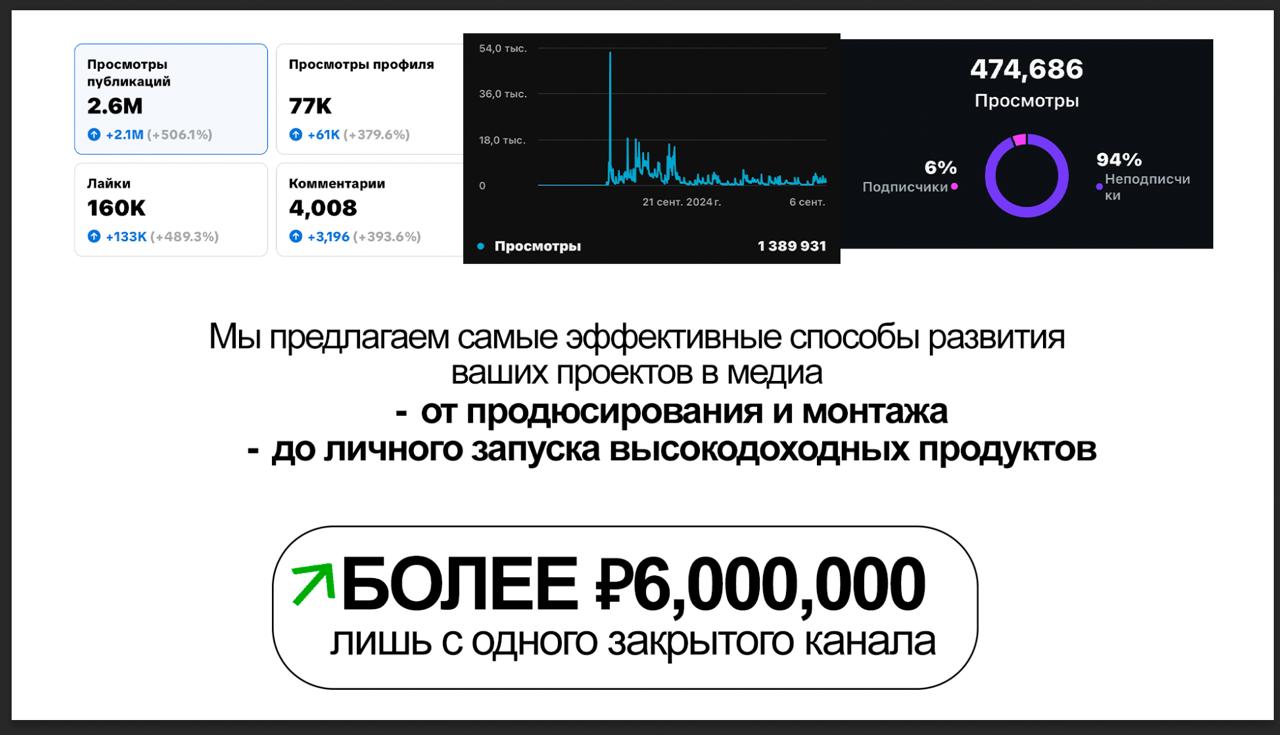 Просмотры
публикаций
2.6M
+2.1M (+506.1%)
Просмотры профиля
77K
+61K (+379.6%)
Лайки
160K
+133K (+489.3%)
Комментарии
4,008
+3,196 (+393.6%)
54,0 тыс.
36,0 тыс.
18,0 тыс.
0
21 сент. 2024 г.
6 сент.
Просмотры
1 389 931
474,686
Просмотры
6%
Подписчики
94%
Неподписчи
ки
Мы предлагаем самые эффективные способы развития
ваших проектов в медиа
- от продюсирования и монтажа
- до личного запуска высокодоходных продуктов
БОЛЕЕ ₽6,000,000
лишь с одного закрытого канала